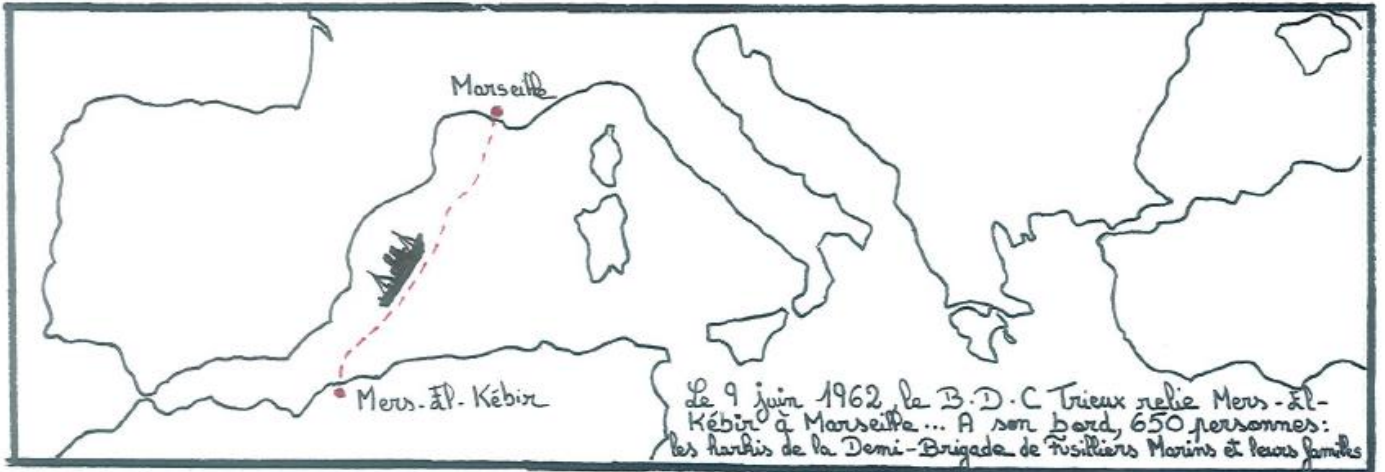 Marseille
Mers-El-Kébir
Le 9 juin 1962, le B.D.C Trieux relie Mers-El-
Kébir à Marseille... A son bord, 650 personnes:
les harkis de la Demi-Brigade de Fusilliers Marins et leurs familles